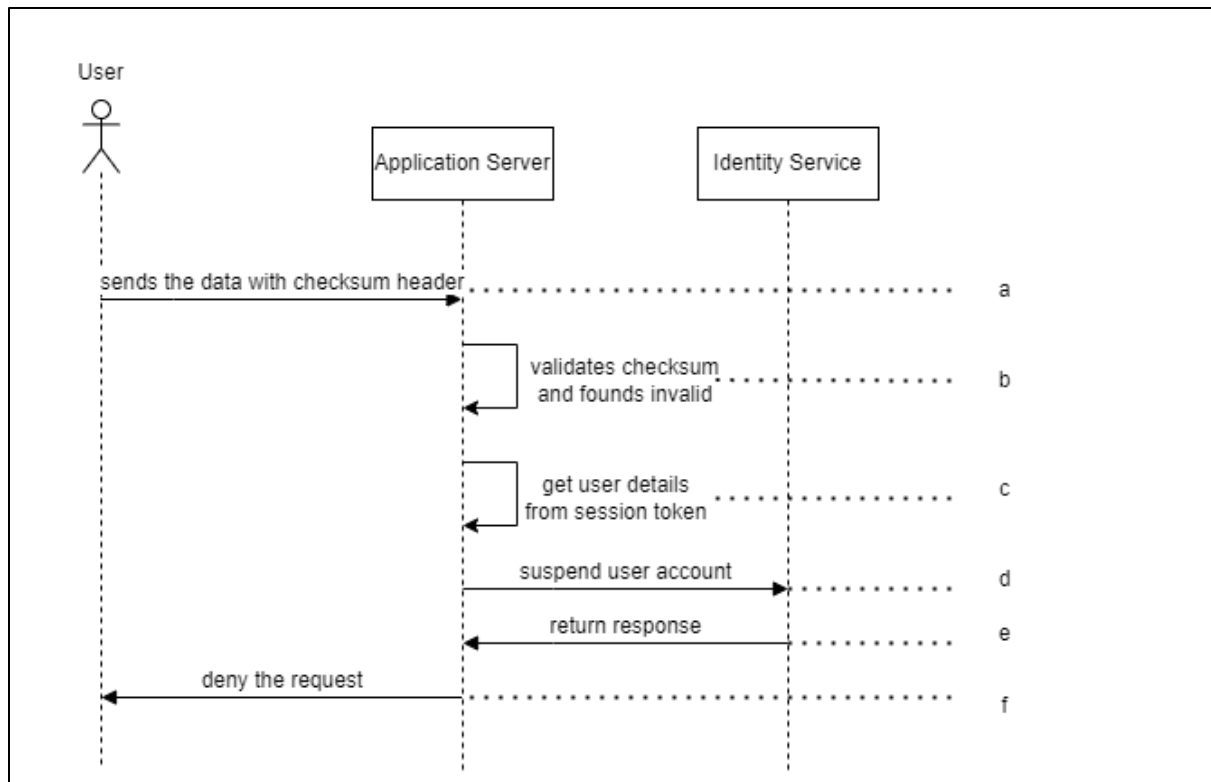 User
Application Server
Identity Service
sends the data with checksum header
a
validates checksum
and founds invalid
b
get user details
from session token
c
suspend user account
d
return response
e
deny the request
f